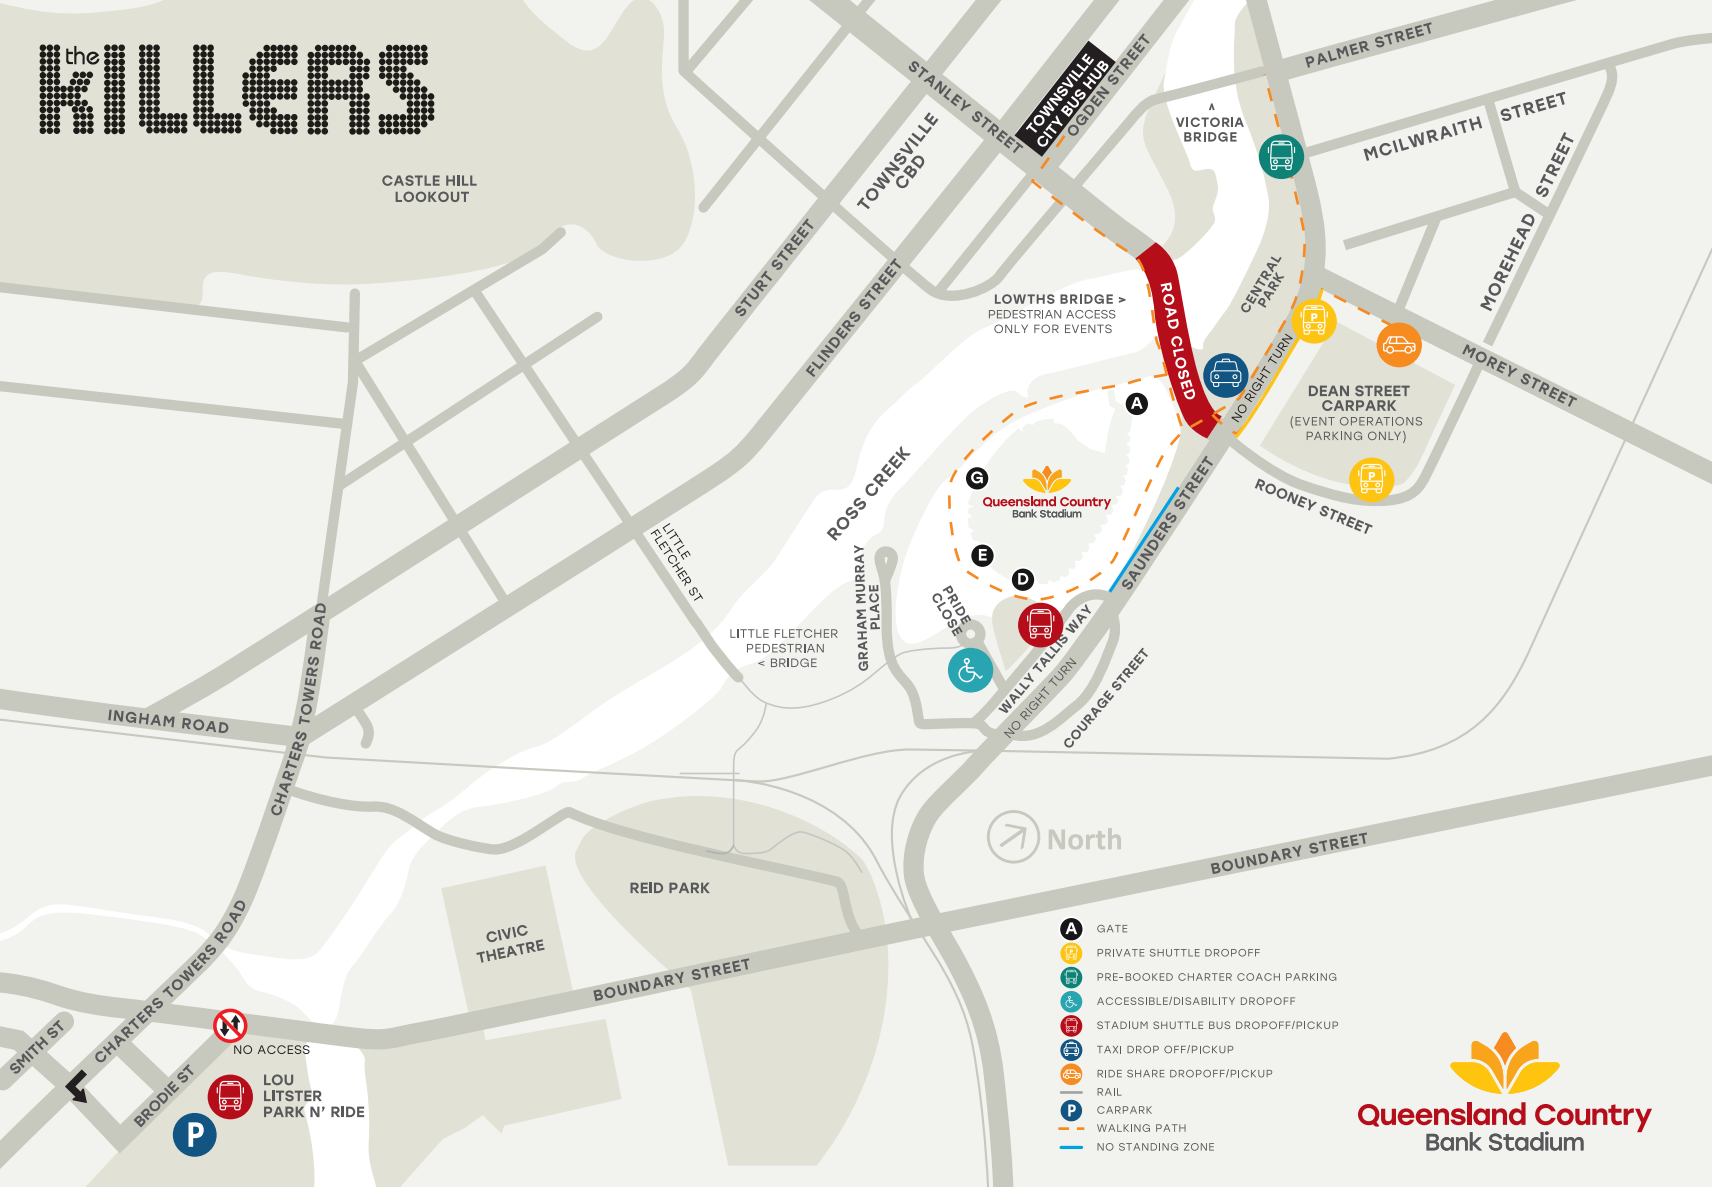 the
KILLERS
CASTLE HILL
LOOKOUT
STANLEY STREET
TOWNSVILLE
CITY BUS HUB
OGDEN STREET
TOWNSVILLE
CBD
PALMER STREET
^
VICTORIA
BRIDGE
MCILWRAITH STREET
MOREHEAD STREET
STURT STREET
FLINDERS STREET
LOWTHS BRIDGE >
PEDESTRIAN ACCESS
ONLY FOR EVENTS
ROAD CLOSED
CENTRAL
PARK
P
NO RIGHT TURN
MOREY STREET
DEAN STREET
CARPARK
(EVENT OPERATIONS
PARKING ONLY)
P
ROONEY STREET
A
G
E
D
Queensland Country
Bank Stadium
ROSS CREEK
SAUNDERS STREET
LITTLE
FLETCHER ST
GRAHAM MURRAY
PLACE
PRIDE
CLOSE
LITTLE FLETCHER
PEDESTRIAN
< BRIDGE
WALLY TALLIS WAY
NO RIGHT TURN
COURAGE STREET
INGHAM ROAD
CHARTERS TOWERS ROAD
North
BOUNDARY STREET
REID PARK
CIVIC
THEATRE
BOUNDARY STREET
CHARTERS TOWERS ROAD
SMITH ST
BRODIE ST
NO ACCESS
LOU
LITSTER
PARK N' RIDE
P
A GATE
P PRIVATE SHUTTLE DROPOFF
PRE-BOOKED CHARTER COACH PARKING
ACCESSIBLE/DISABILITY DROPOFF
STADIUM SHUTTLE BUS DROPOFF/PICKUP
TAXI DROP OFF/PICKUP
RIDE SHARE DROPOFF/PICKUP
RAIL
P CARPARK
WALKING PATH
NO STANDING ZONE
Queensland Country
Bank Stadium